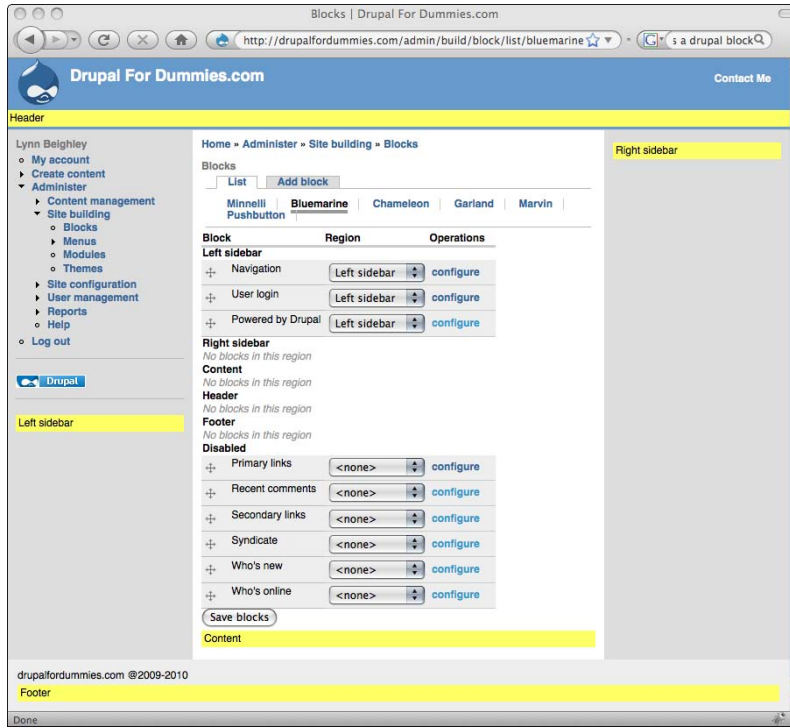 Blocks | Drupal For Dummies.com
http://drupalfordummies.com/admin/build/block/list/bluemarine
s a drupal block
Drupal For Dummies.com
Contact Me
Header
Lynn Beighley
My account
Create content
Administer
Content management
Site building
Blocks
Menus
Modules
Themes
Site configuration
User management
Reports
Help
Log out
Drupal
Left sidebar
Home » Administer » Site building » Blocks
Blocks
List Add block
Minnelli Bluemarine Chameleon Garland Marvin
Pushbutton
Block Region Operations
Left sidebar
Navigation Left sidebar configure
User login Left sidebar configure
Powered by Drupal Left sidebar configure
Right sidebar
No blocks in this region
Content
No blocks in this region
Header
No blocks in this region
Footer
No blocks in this region
Disabled
Primary links <none> configure
Recent comments <none> configure
Secondary links <none> configure
Syndicate <none> configure
Who's new <none> configure
Who's online <none> configure
Save blocks
Content
Right sidebar
drupalfordummies.com @2009-2010
Footer
Done